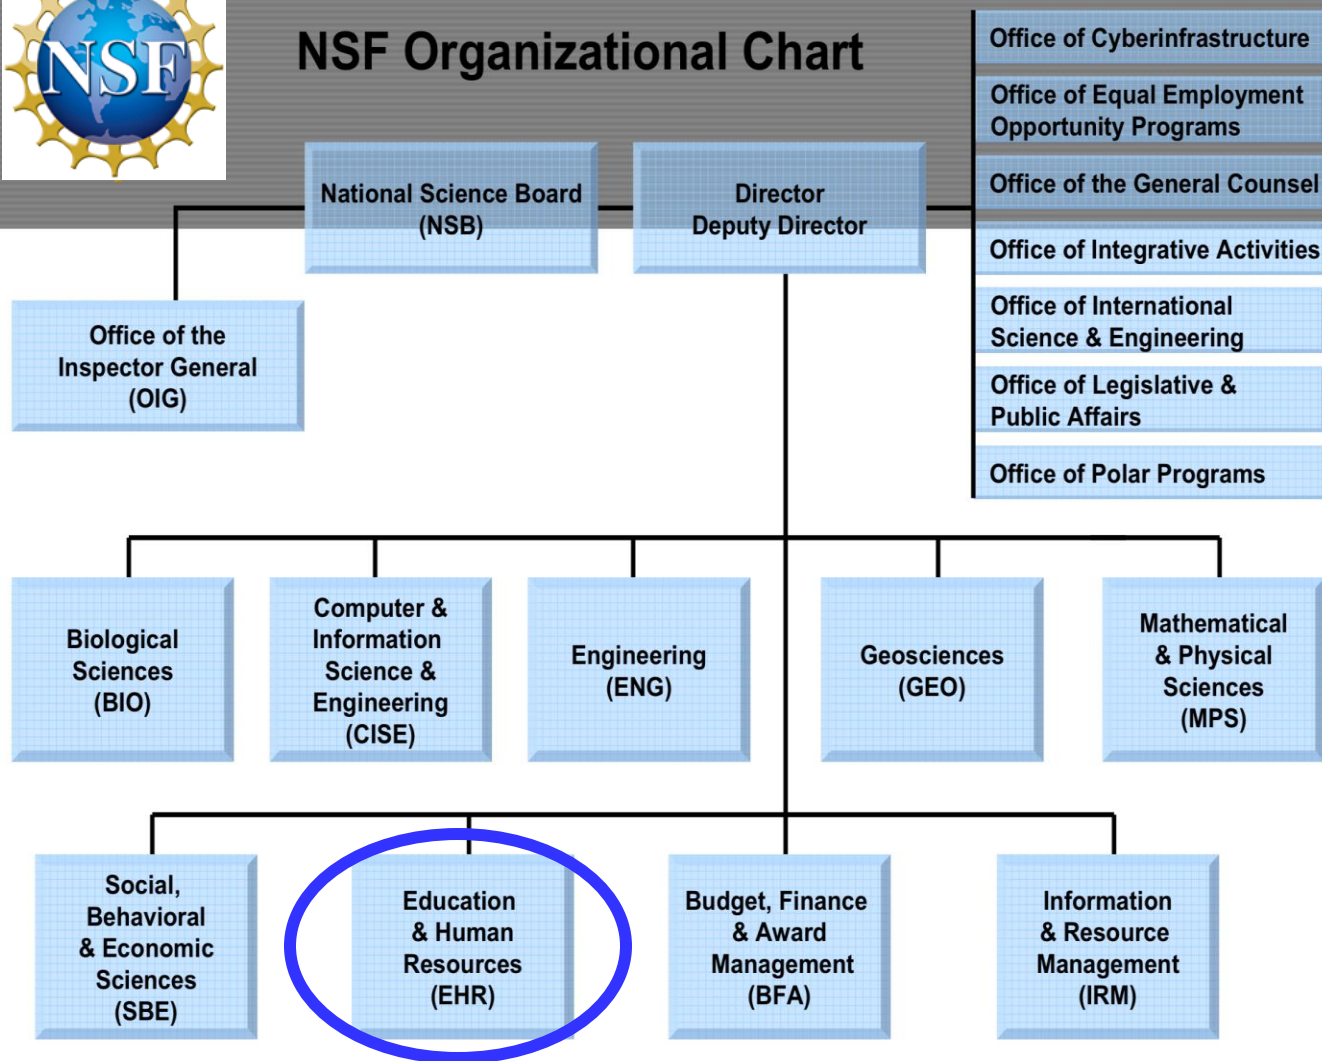 NSF
NSF Organizational Chart
Office of Cyberinfrastructure
Office of Equal Employment
Opportunity Programs
Office of the General Counsel
Office of Integrative Activities
Office of International
Science & Engineering
Office of Legislative &
Public Affairs
Office of Polar Programs
National Science Board
(NSB)
Director
Deputy Director
Office of the
Inspector General
(OIG)
Biological
Sciences
(BIO)
Computer &
Information
Science &
Engineering
(CISE)
Engineering
(ENG)
Geosciences
(GEO)
Mathematical
& Physical
Sciences
(MPS)
Social,
Behavioral
& Economic
Sciences
(SBE)
Education
& Human
Resources
(EHR)
Budget, Finance
& Award
Management
(BFA)
Information
& Resource
Management
(IRM)